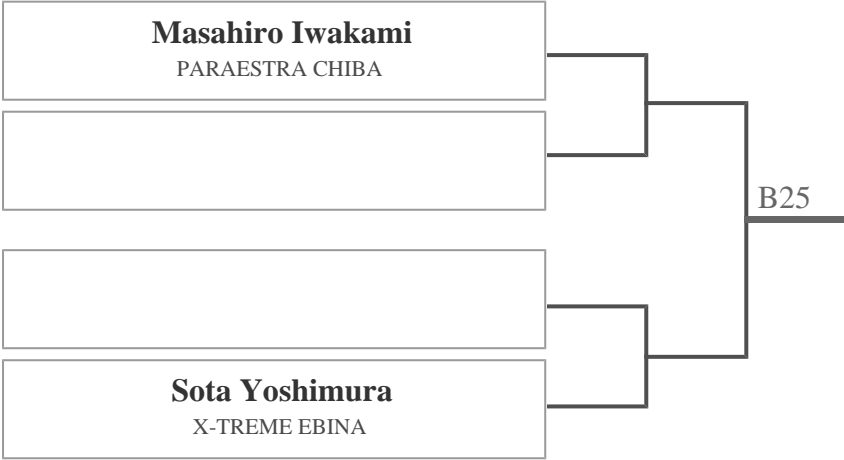 Masahiro Iwakami
PARAESTRA CHIBA
B25
Sota Yoshimura
X-TREME EBINA